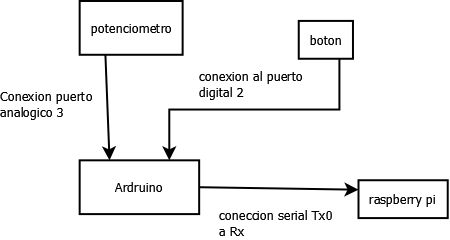 potenciometro
boton
conexion al puerto
digital 2
Conexion puerto
analogico 3
Ardruino
raspberry pi
coneccion serial Tx0
a Rx